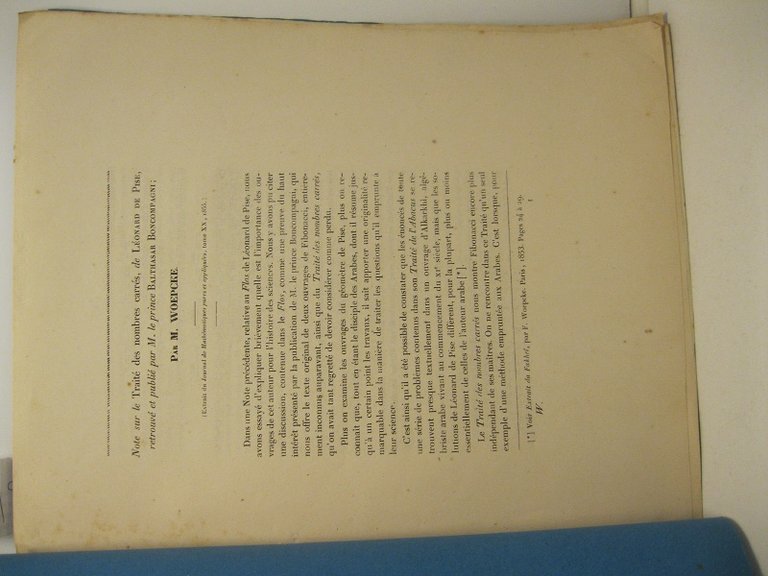 Note sur le Traité des nombres carrés, de LÉONARD DE PISE,
retrouvé et publié par M. le prince BALTHASAR BONCOMPAGNI;
PAR M. WOEPCKE.
(Extrait du Journal de Mathématiques pures et appliquées, tome XX, 1855.)
Dans une Note précédente, relative au Flos de Léonard de Pise, nous
avons essayé d'expliquer brièvement quelle est l'importance des ou-
vrages de cet auteur pour l'histoire des sciences. Nous y avons pu citer
une discussion, contenue dans le Flos, comme une preuve du haut
intérêt présenté par la publication de M. le prince Boncompagni, qui
nous offre le texte original de deux ouvrages de Fibonacci, entière-
ment inconnus auparavant, ainsi que du Traité des nombres carrés,
qu'on avait tant regretté de devoir considérer comme perdu.
Plus on examine les ouvrages du géomètre de Pise, plus on re-
connaît que, tout en étant le disciple des Arabes, dont il résume jus-
qu'à un certain point les travaux, il sait apporter une originalité re-
marquable dans la manière de traiter les questions qu'il emprunte à
leur science.
C'est ainsi qu'il a été possible de constater que les énoncés de toute
une série de problèmes contenus dans son Traité de l'Abacus se re-
trouvent presque textuellement dans un ouvrage d'Alkarkhî, algé-
briste arabe vivant au commencement du XIe siècle, mais que les so-
lutions de Léonard de Pise diffèrent, pour la plupart, plus ou moins
essentiellement de celles de l'auteur arabe [*].
Le Traité des nombres carrés nous montre Fibonacci encore plus
indépendant de ses maîtres. On ne rencontre dans ce Traité qu'un seul
exemple d'une méthode empruntée aux Arabes. C'est lorsque, pour
[*] Voir Extrait du Fakhrî, par F. Woepcke. Paris, 1853. Pages 24 à 29.
W. 1